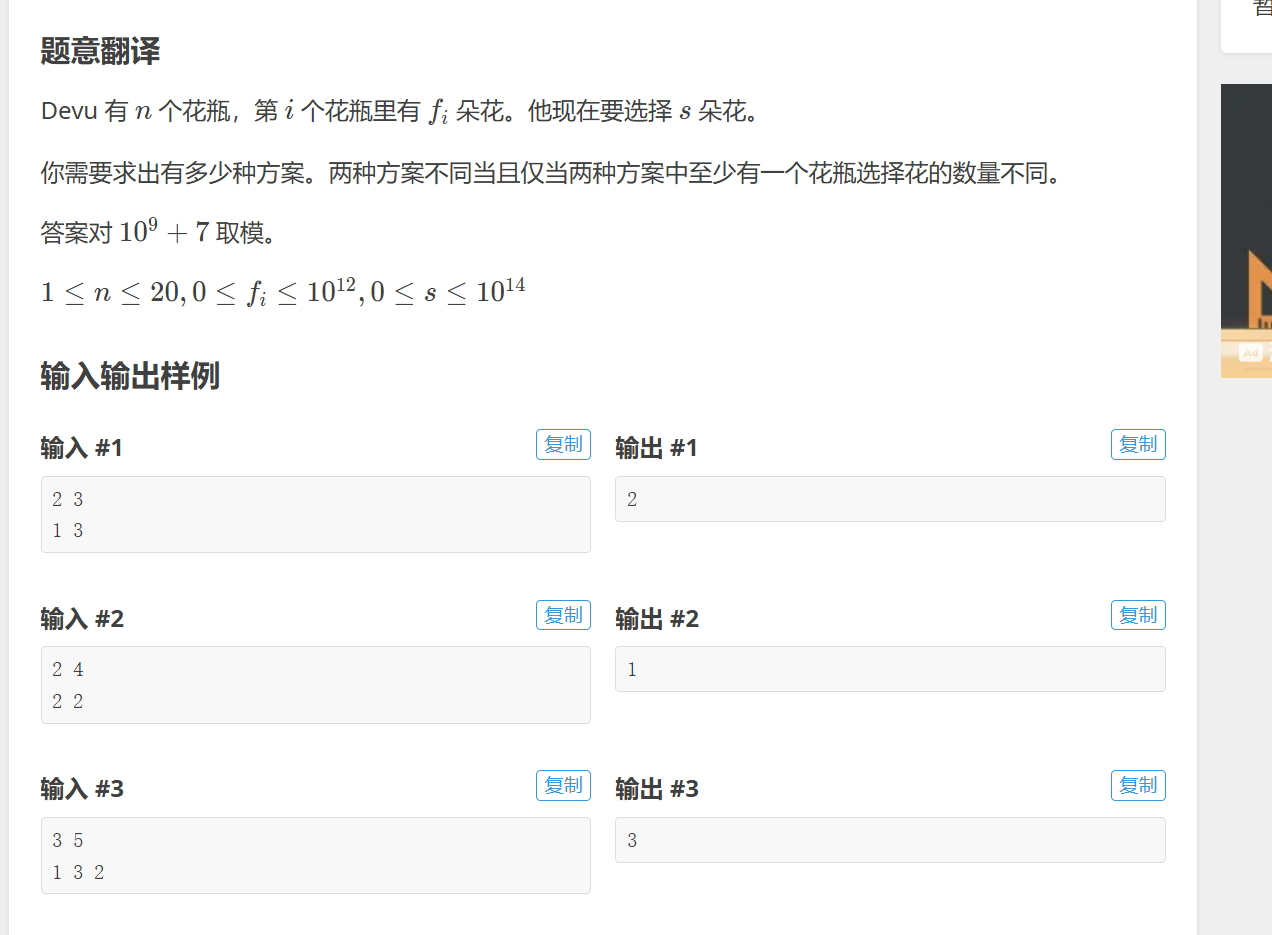 暂
题意翻译
Devu 有 n 个花瓶，第 i 个花瓶里有 f_i 朵花。他现在要选择 s 朵花。
你需要求出有多少种方案。两种方案不同当且仅当两种方案中至少有一个花瓶选择花的数量不同。
答案对 10^9 + 7 取模。
1 ≤ n ≤ 20, 0 ≤ f_i ≤ 10^12, 0 ≤ s ≤ 10^14
Ad
输入输出样例
输入 #1
复制
2 3
1 3
输出 #1
复制
2
输入 #2
复制
2 4
2 2
输出 #2
复制
1
输入 #3
复制
3 5
1 3 2
输出 #3
复制
3